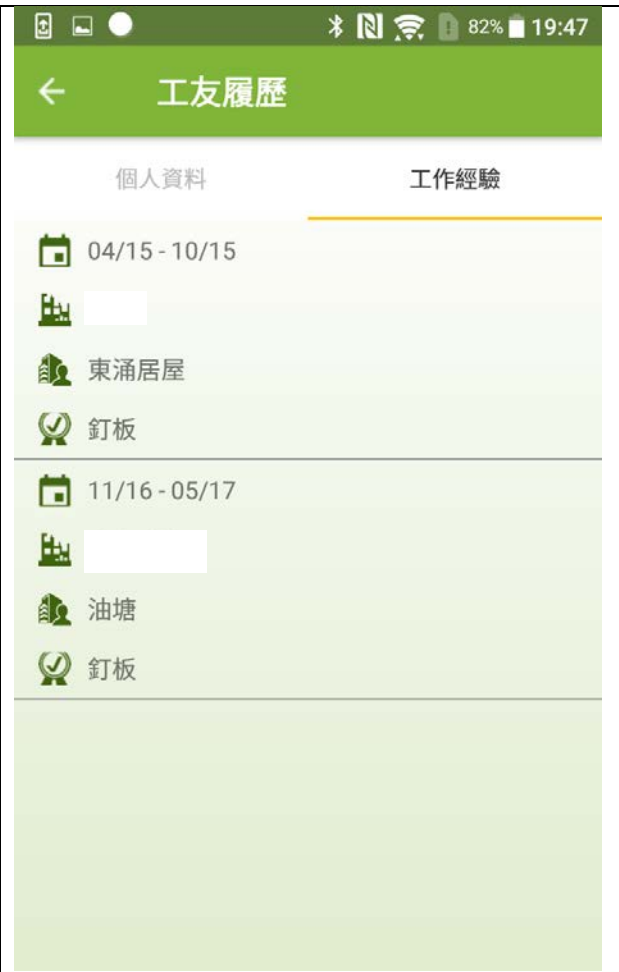 82% 19:47
工友履歷
個人資料 工作經驗
04/15 - 10/15
東涌居屋
釘板
11/16 - 05/17
油塘
釘板